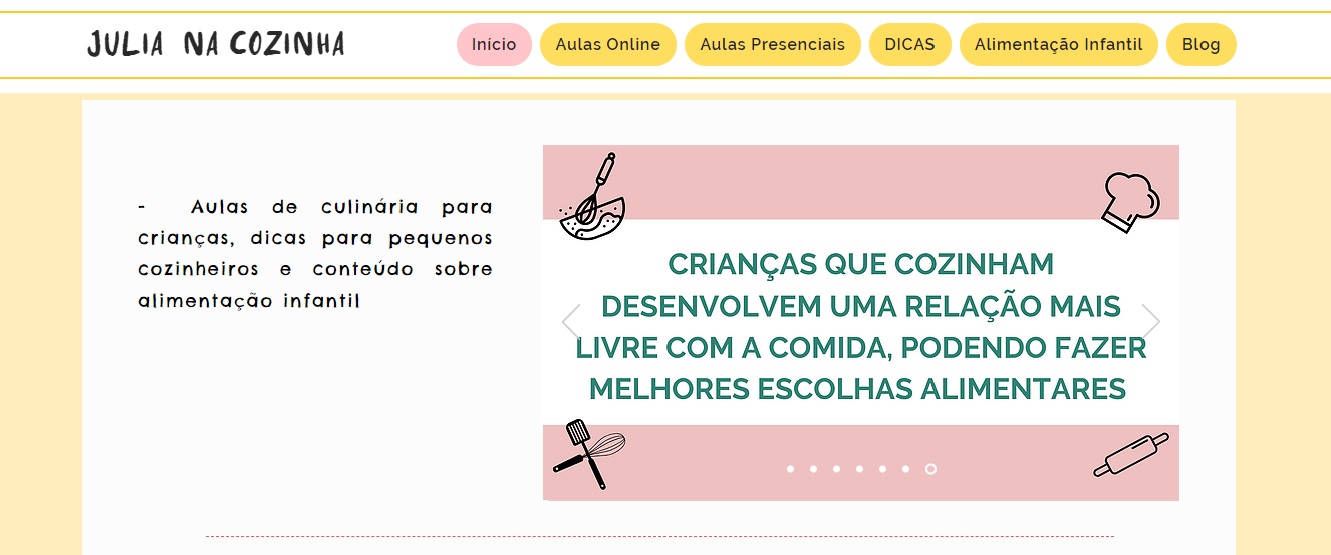 JULIA NA COZINHA
Início
Aulas Online
Aulas Presenciais
DICAS
Alimentação Infantil
Blog
- Aulas de culinária para
crianças, dicas para pequenos
cozinheiros e conteúdo sobre
alimentação infantil
CRIANÇAS QUE COZINHAM
DESENVOLVEM UMA RELAÇÃO MAIS
LIVRE COM A COMIDA, PODENDO FAZER
MELHORES ESCOLHAS ALIMENTARES